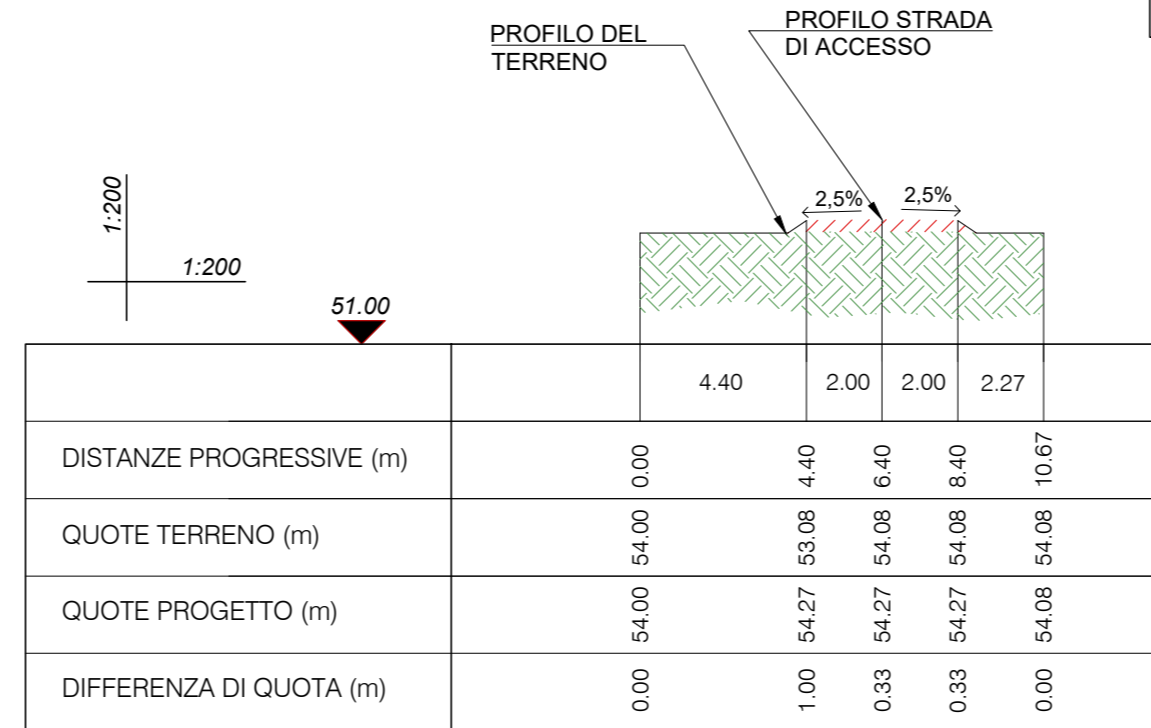 PROFILO DEL
TERRENO
PROFILO STRADA
DI ACCESSO
2,5% 2,5%
1:200
1:200
51.00
4.40 2.00 2.00 2.27
DISTANZE PROGRESSIVE (m) 0.00 4.40 6.40 8.40 10.67
QUOTE TERRENO (m) 54.00 53.08 54.08 54.08 54.08
QUOTE PROGETTO (m) 54.00 54.27 54.27 54.27 54.08
DIFFERENZA DI QUOTA (m) 0.00 1.00 0.33 0.33 0.00